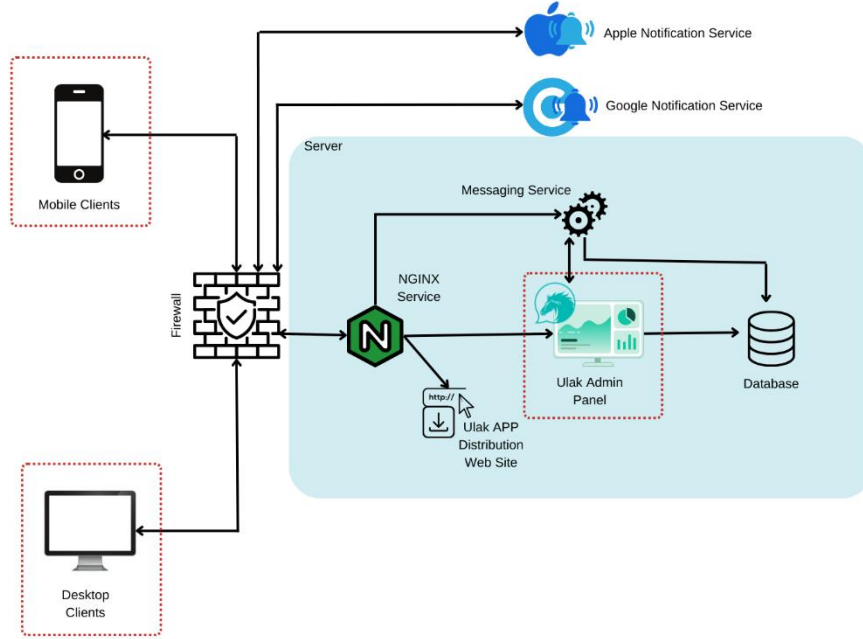 Apple Notification Service
Google Notification Service
Server
Mobile Clients
Messaging Service
NGINX
Service
Firewall
N
http://
Ulak APP
Distribution
Web Site
Ulak Admin
Panel
Database
Desktop
Clients